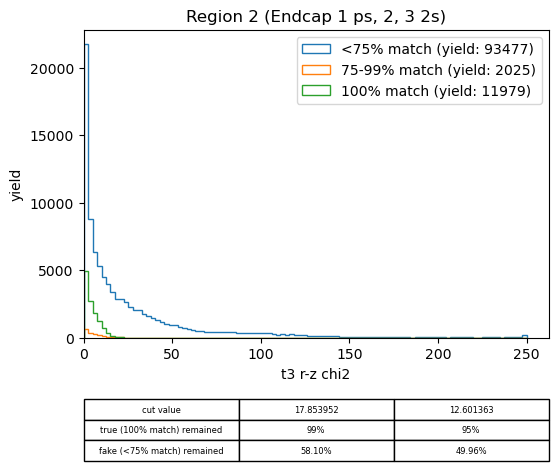 Region 2 (Endcap 1 ps, 2, 3 2s)
<75% match (yield: 93477)
75-99% match (yield: 2025)
100% match (yield: 11979)
yield
20000
15000
10000
5000
0
0 50 100 150 200 250
t3 r-z chi2
cut value 17.853952 12.601363
true (100% match) remained 99% 95%
fake (<75% match) remained 58.10% 49.96%